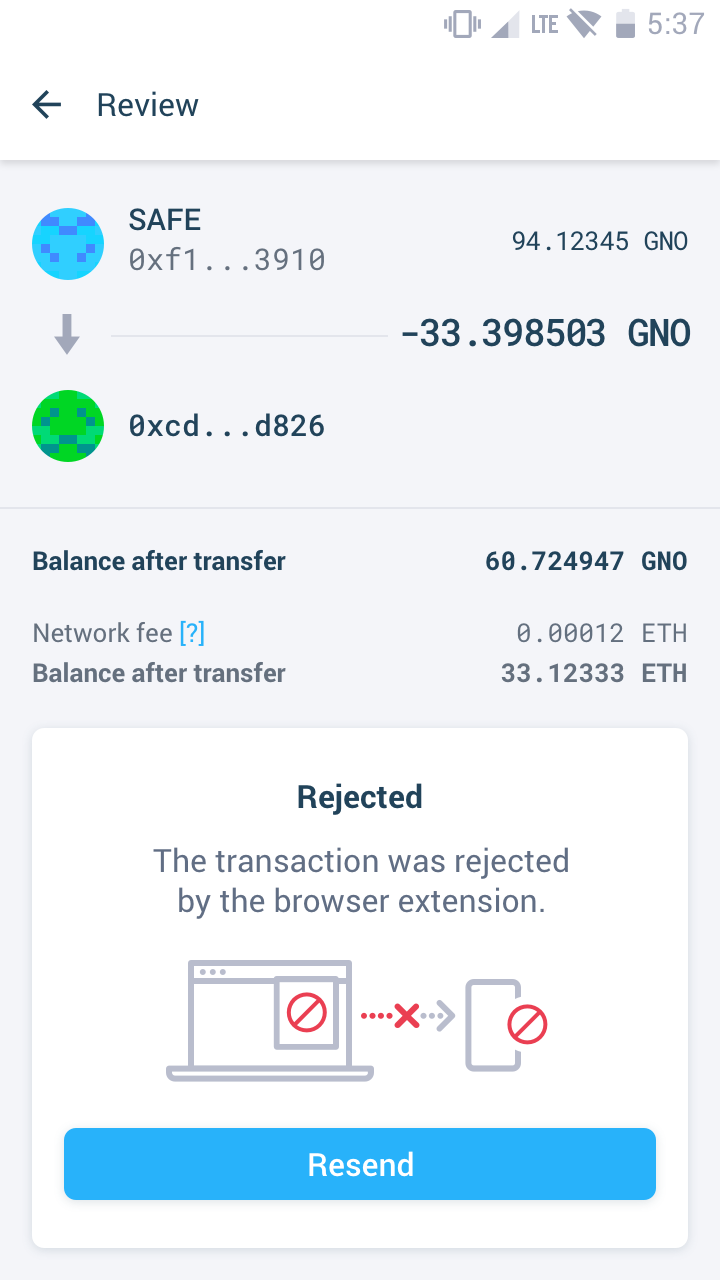 LTE 5:37
Review
SAFE
0xf1...3910
94.12345 GNO
-33.398503 GNO
0xcd...d826
Balance after transfer 60.724947 GNO
Network fee [?] 0.00012 ETH
Balance after transfer 33.12333 ETH
Rejected
The transaction was rejected
by the browser extension.
Resend